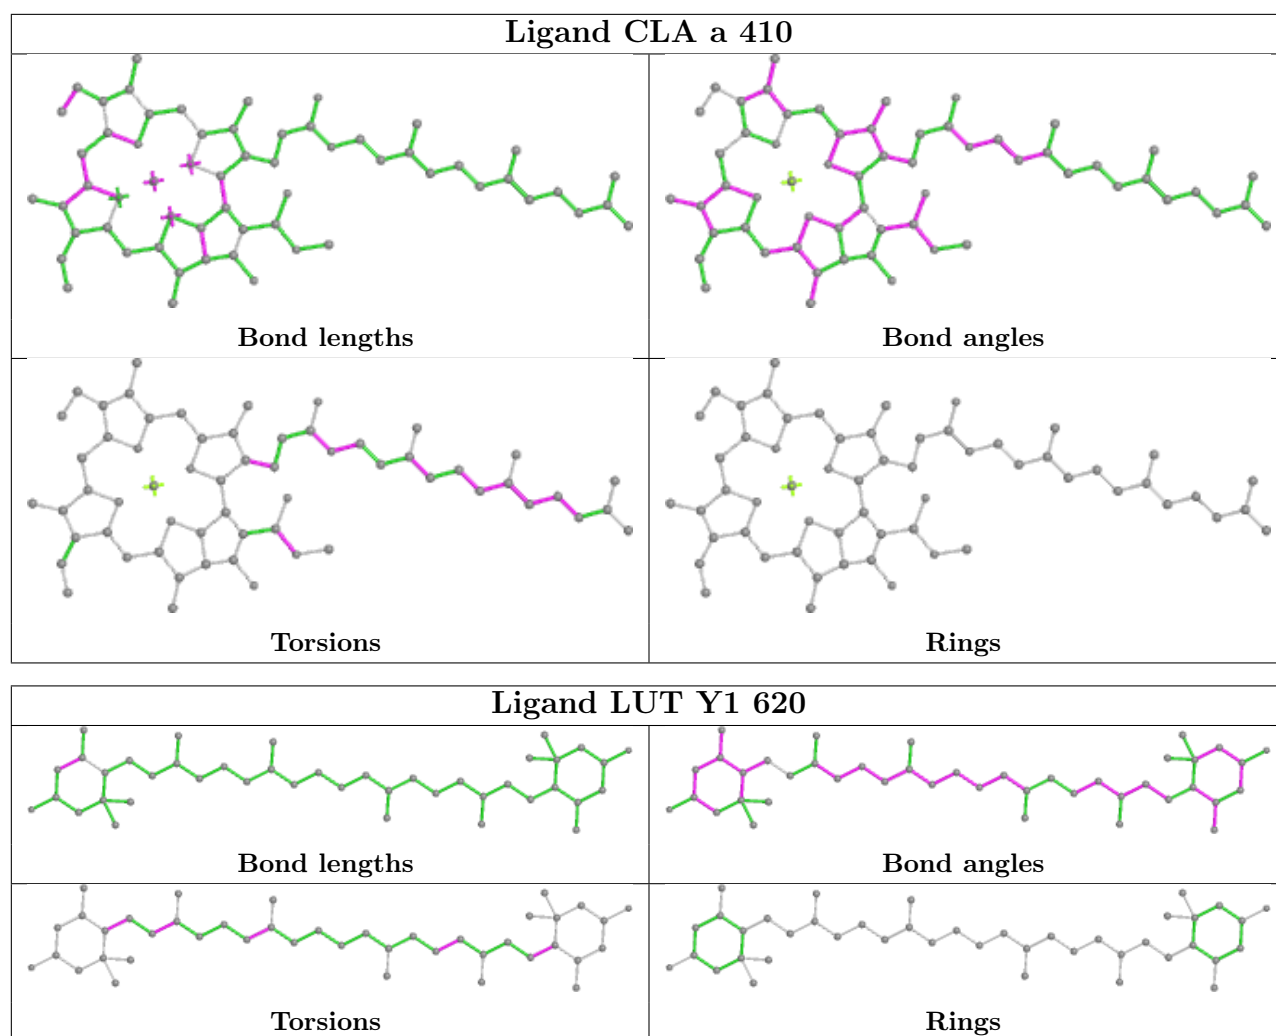 Ligand CLA a 410
Bond lengths
Bond angles
Torsions
Rings
Ligand LUT Y1 620
Bond lengths
Bond angles
Torsions
Rings